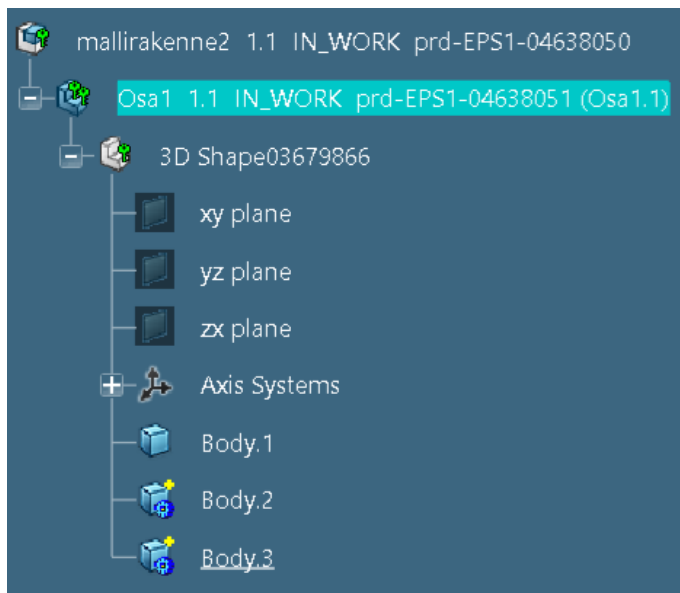 mallirakenne2 1.1 IN_WORK prd-EPS1-04638050
Osa1 1.1 IN_WORK prd-EPS1-04638051 (Osa1.1)
3D Shape03679866
xy plane
yz plane
zx plane
Axis Systems
Body.1
Body.2
Body.3